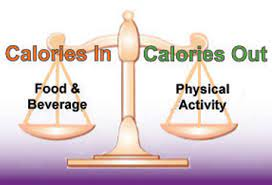 Calories In
Calories Out
Food &
Beverage
Physical
Activity